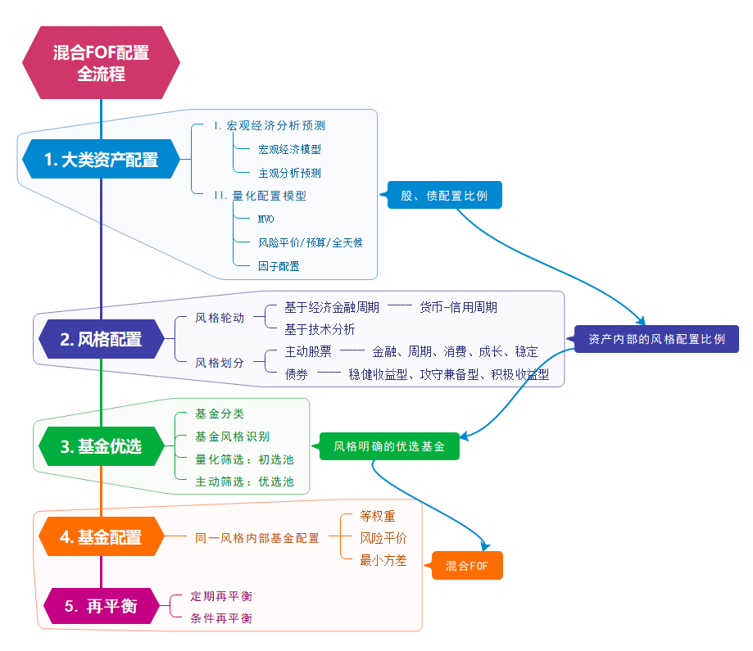 混合FOF配置
全流程
1. 大类资产配置
I. 宏观经济分析预测
宏观经济模型
主观分析预测
II. 量化配置模型
MVO
风险平价/预算/全天候
因子配置
股、债配置比例
2. 风格配置
风格轮动
基于经济金融周期
货币-信用周期
基于技术分析
风格划分
主动股票
金融、周期、消费、成长、稳定
债券
稳健收益型、攻守兼备型、积极收益型
资产内部的风格配置比例
3. 基金优选
基金分类
基金风格识别
量化筛选：初选池
主动筛选：优选池
风格明确的优选基金
4. 基金配置
同一风格内部基金配置
等权重
风险平价
最小方差
混合FOF
5. 再平衡
定期再平衡
条件再平衡